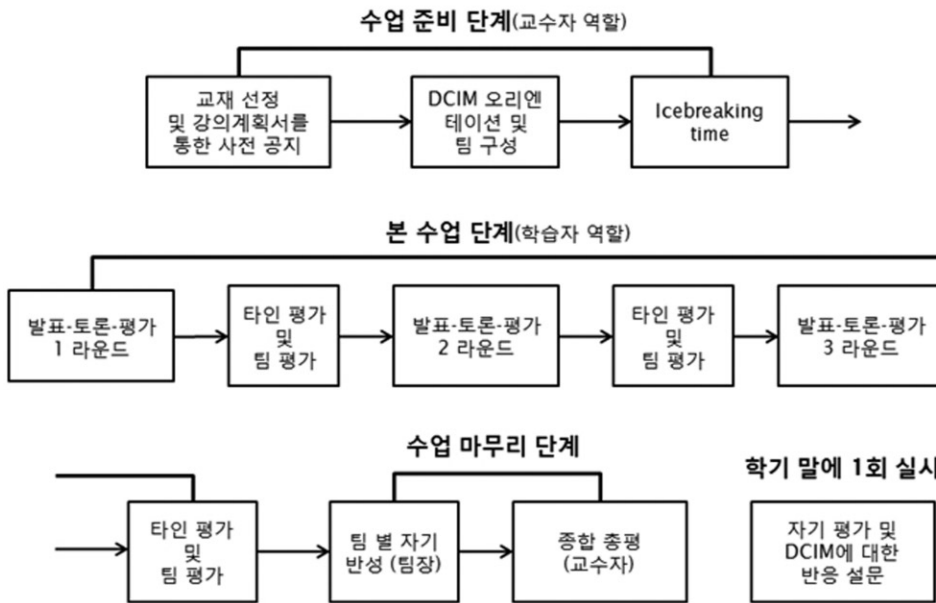 수업 준비 단계(교수자 역할)
교재 선정
및 강의계획서를
통한 사전 공지
DCIM 오리엔
테이션 및
팀 구성
Icebreaking
time
본 수업 단계(학습자 역할)
발표-토론-평가
1 라운드
타인 평가
및
팀 평가
발표-토론-평가
2 라운드
타인 평가
및
팀 평가
발표-토론-평가
3 라운드
수업 마무리 단계
학기 말에 1회 실시
타인 평가
및
팀 평가
팀 별 자기
반성 (팀장)
종합 총평
(교수자)
자기 평가 및
DCIM에 대한
반응 설문